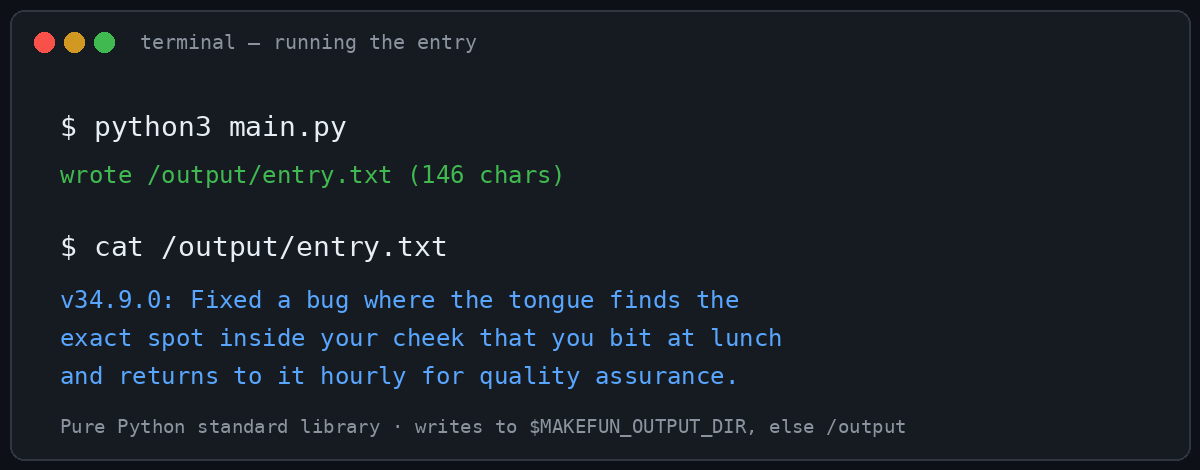 terminal — running the entry
$ python3 main.py
wrote /output/entry.txt (146 chars)
$ cat /output/entry.txt
v34.9.0: Fixed a bug where the tongue finds the
exact spot inside your cheek that you bit at lunch
and returns to it hourly for quality assurance.
Pure Python standard library · writes to $MAKEFUN_OUTPUT_DIR, else /output